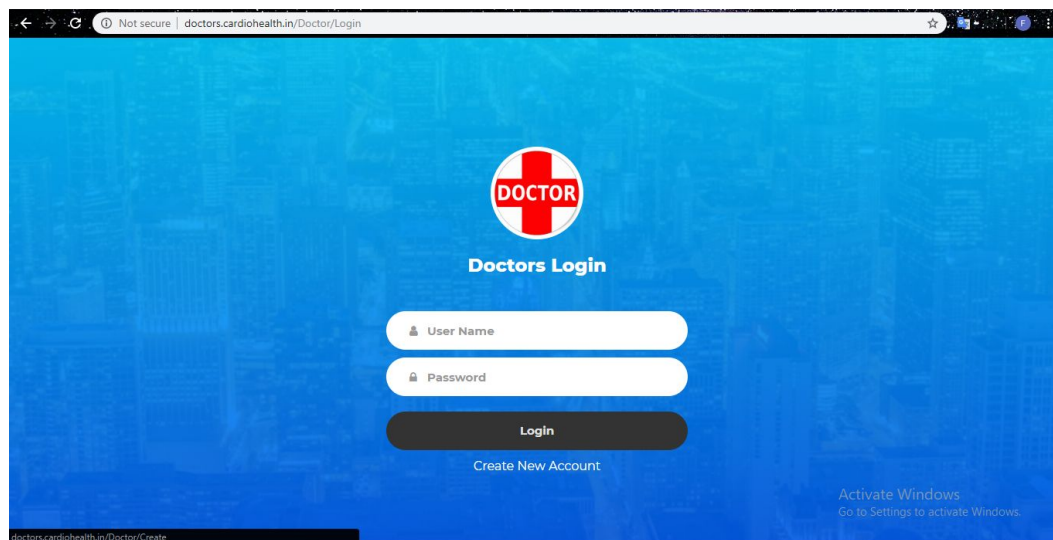 Not secure | doctors.cardiohealth.in/Doctor/Login
F
DOCTOR
Doctors Login
User Name
Password
Login
Create New Account
Activate Windows
Go to Settings to activate Windows.
doctors.cardiohealth.in/Doctor/Create